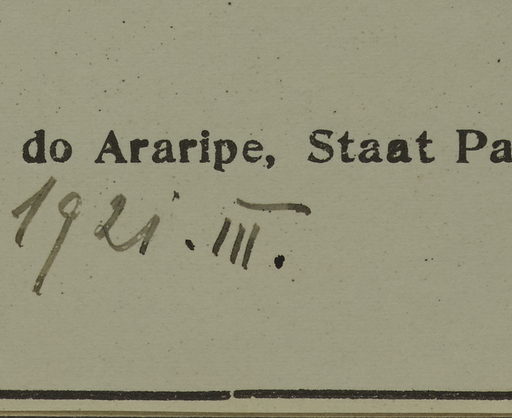 do Araripe, Staat Pa
1921. III.